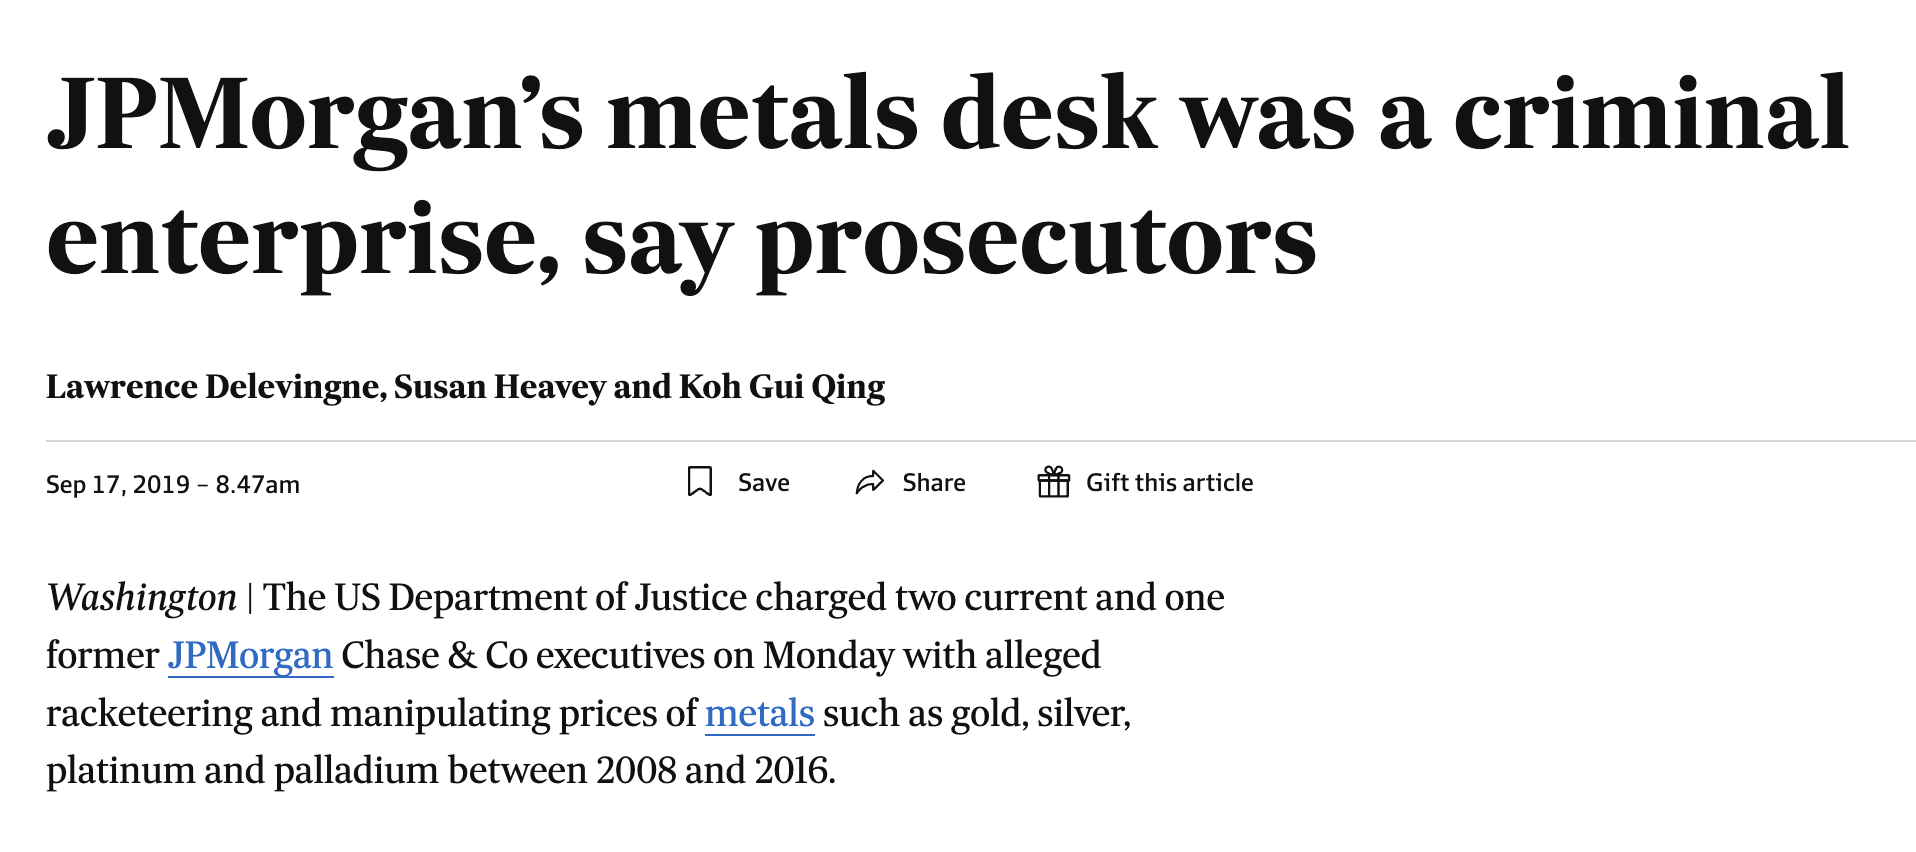 JPMorgan’s metals desk was a criminal
enterprise, say prosecutors
Lawrence Delevingne, Susan Heavey and Koh Gui Qing
Sep 17, 2019 – 8.47am
Save
Share
Gift this article
Washington | The US Department of Justice charged two current and one
former JPMorgan Chase & Co executives on Monday with alleged
racketeering and manipulating prices of metals such as gold, silver,
platinum and palladium between 2008 and 2016.